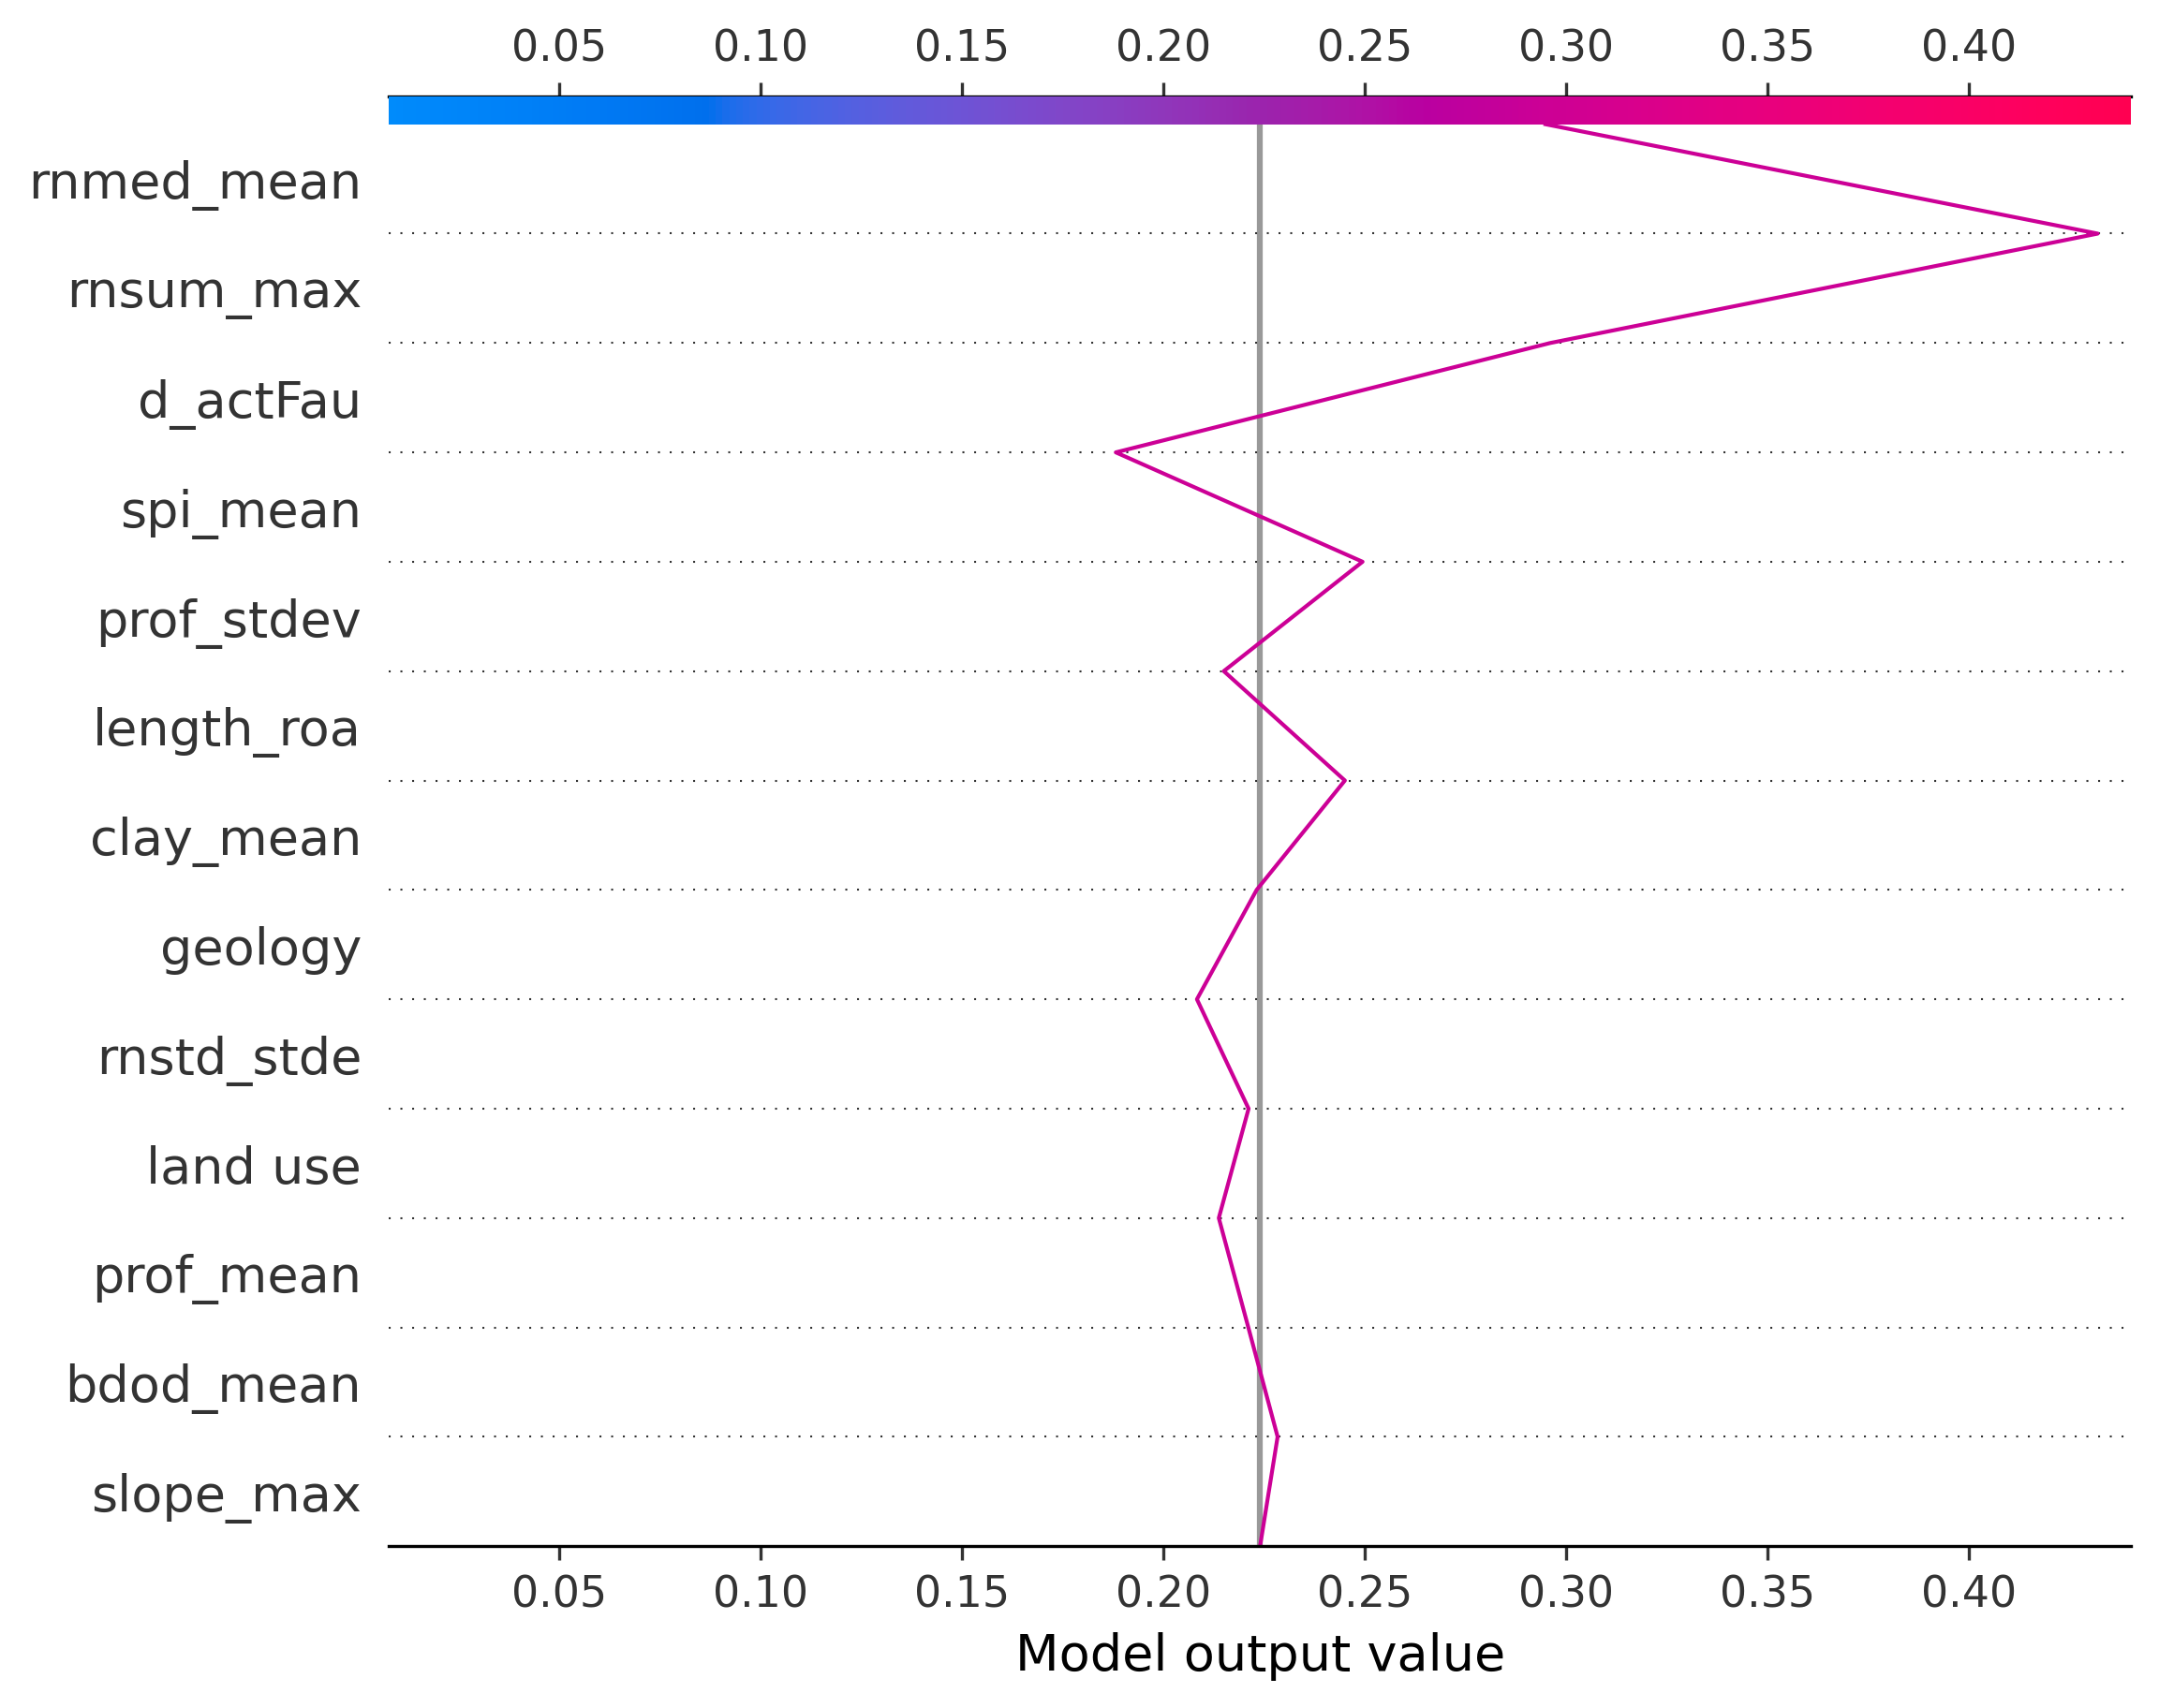 0.05 0.10 0.15 0.20 0.25 0.30 0.35 0.40
rnmed_mean
rnsum_max
d_actFau
spi_mean
prof_stdev
length_roa
clay_mean
geology
rnstd_stde
land use
prof_mean
bdod_mean
slope_max
0.05 0.10 0.15 0.20 0.25 0.30 0.35 0.40
Model output value